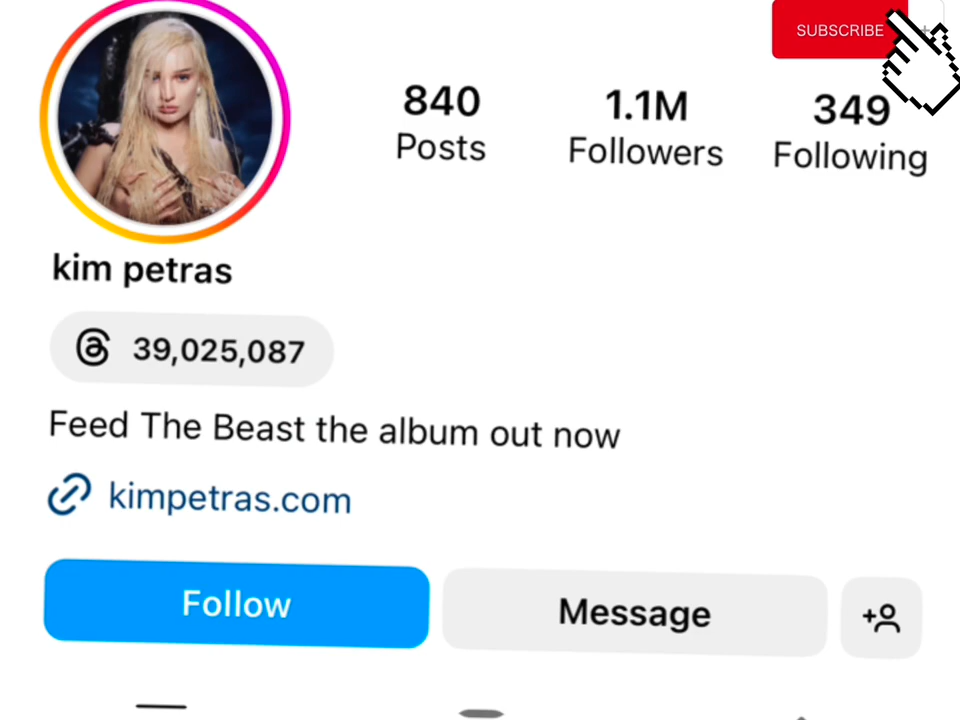 SUBSCRIBE
840 1.1M 349
Posts Followers Following
kim petras
39,025,087
Feed The Beast the album out now
kimpetras.com
Follow Message